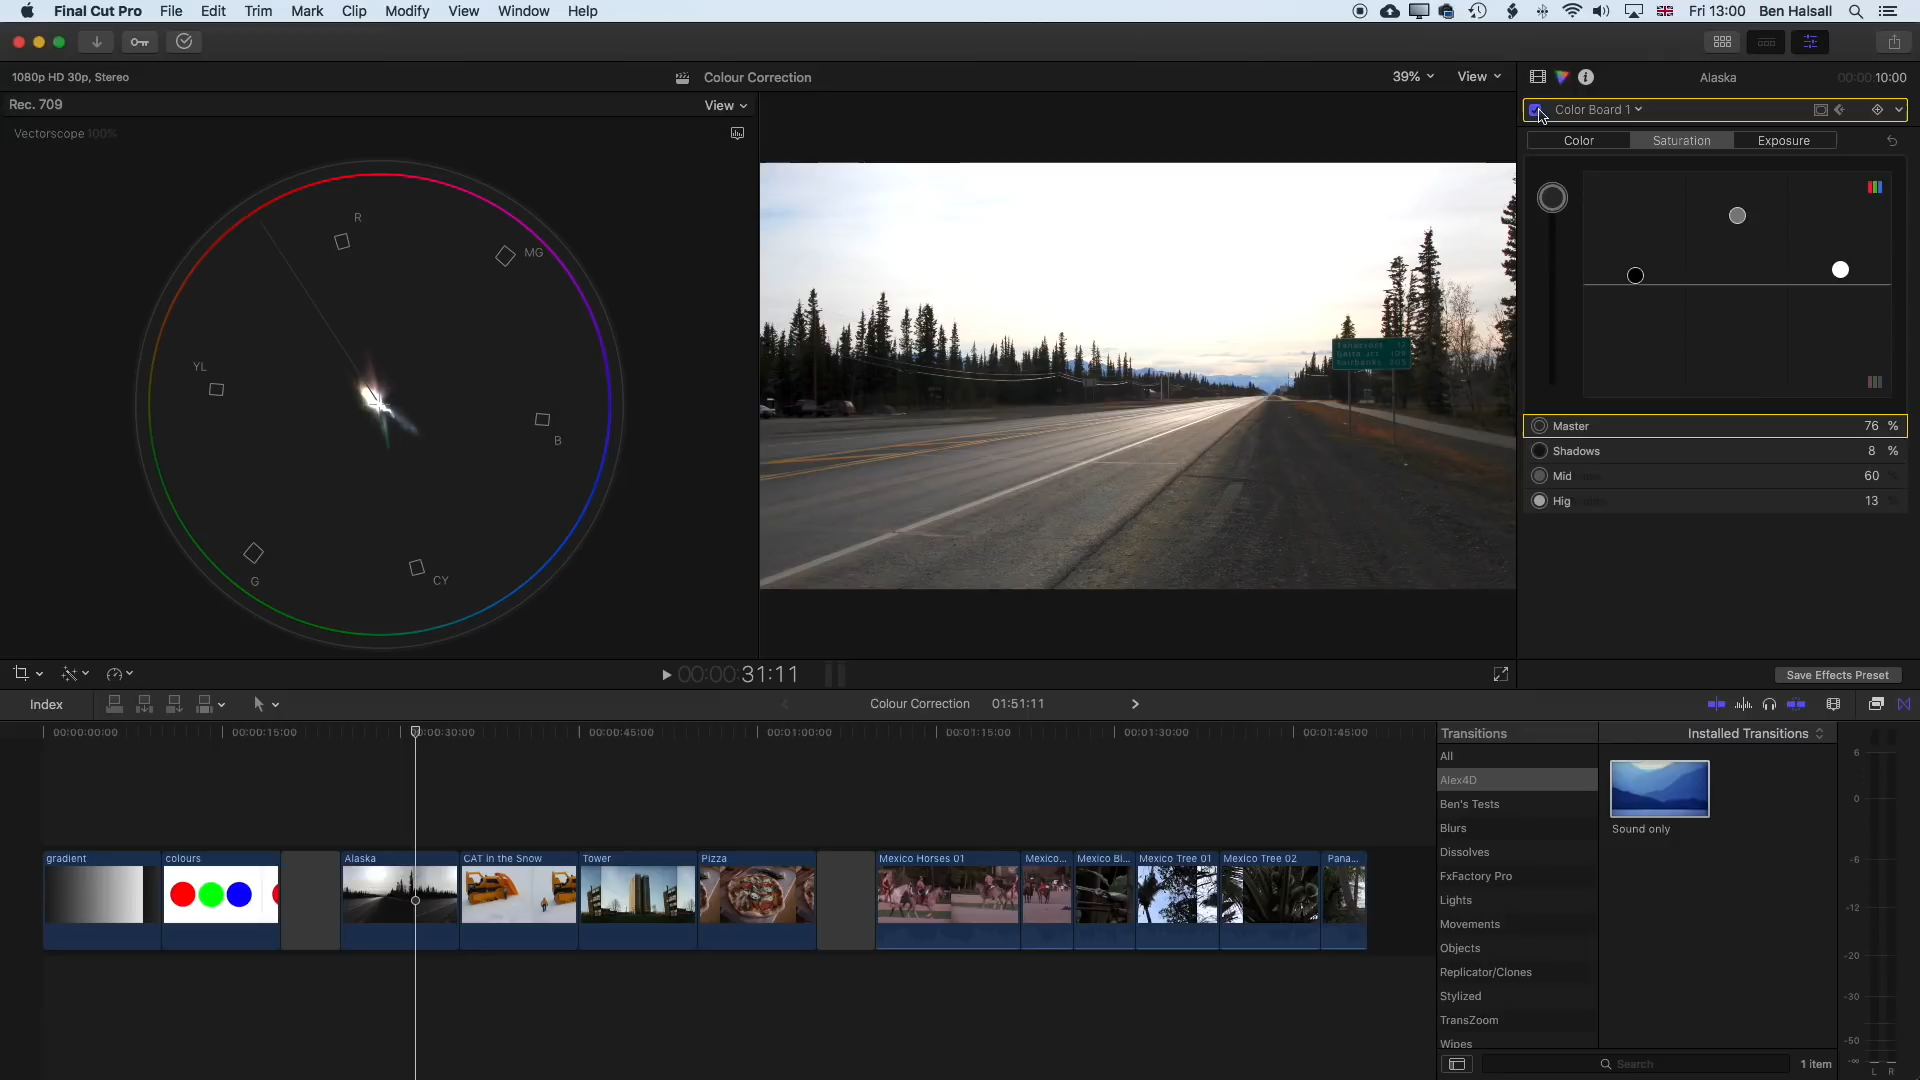 Final Cut Pro File Edit Trim Mark Clip Modify View Window Help Fri 13:00 Ben Halsall
1080p HD 30p, Stereo Colour Correction 39% View Alaska 00:00:10:00
Rec. 709 View
Color Board 1
Vectorscope 100%
Color Saturation Exposure
R
MG
YL
B
G
CY
Master 76 %
Shadows 8 %
Mid 60
Hig 13
00:00:31:11
Save Effects Preset
Index Colour Correction 01:51:11
00:00:00:00 00:00:15:00 00:00:30:00 00:00:45:00 00:01:00:00 00:01:15:00 00:01:30:00 00:01:45:00
gradient colours Alaska CAT in the Snow Tower Pizza Mexico Horses 01 Mexico... Mexico Bl... Mexico Tree 01 Mexico Tree 02 Pana...
Transitions Installed Transitions
All
Alex4D
Ben's Tests
Blurs
Dissolves
FxFactory Pro
Lights
Movements
Objects
Replicator/Clones
Stylized
TransZoom
Wipes
Sound only
Search 1 item
6
0
-6
-12
-20
-30
-50
-∞
L R